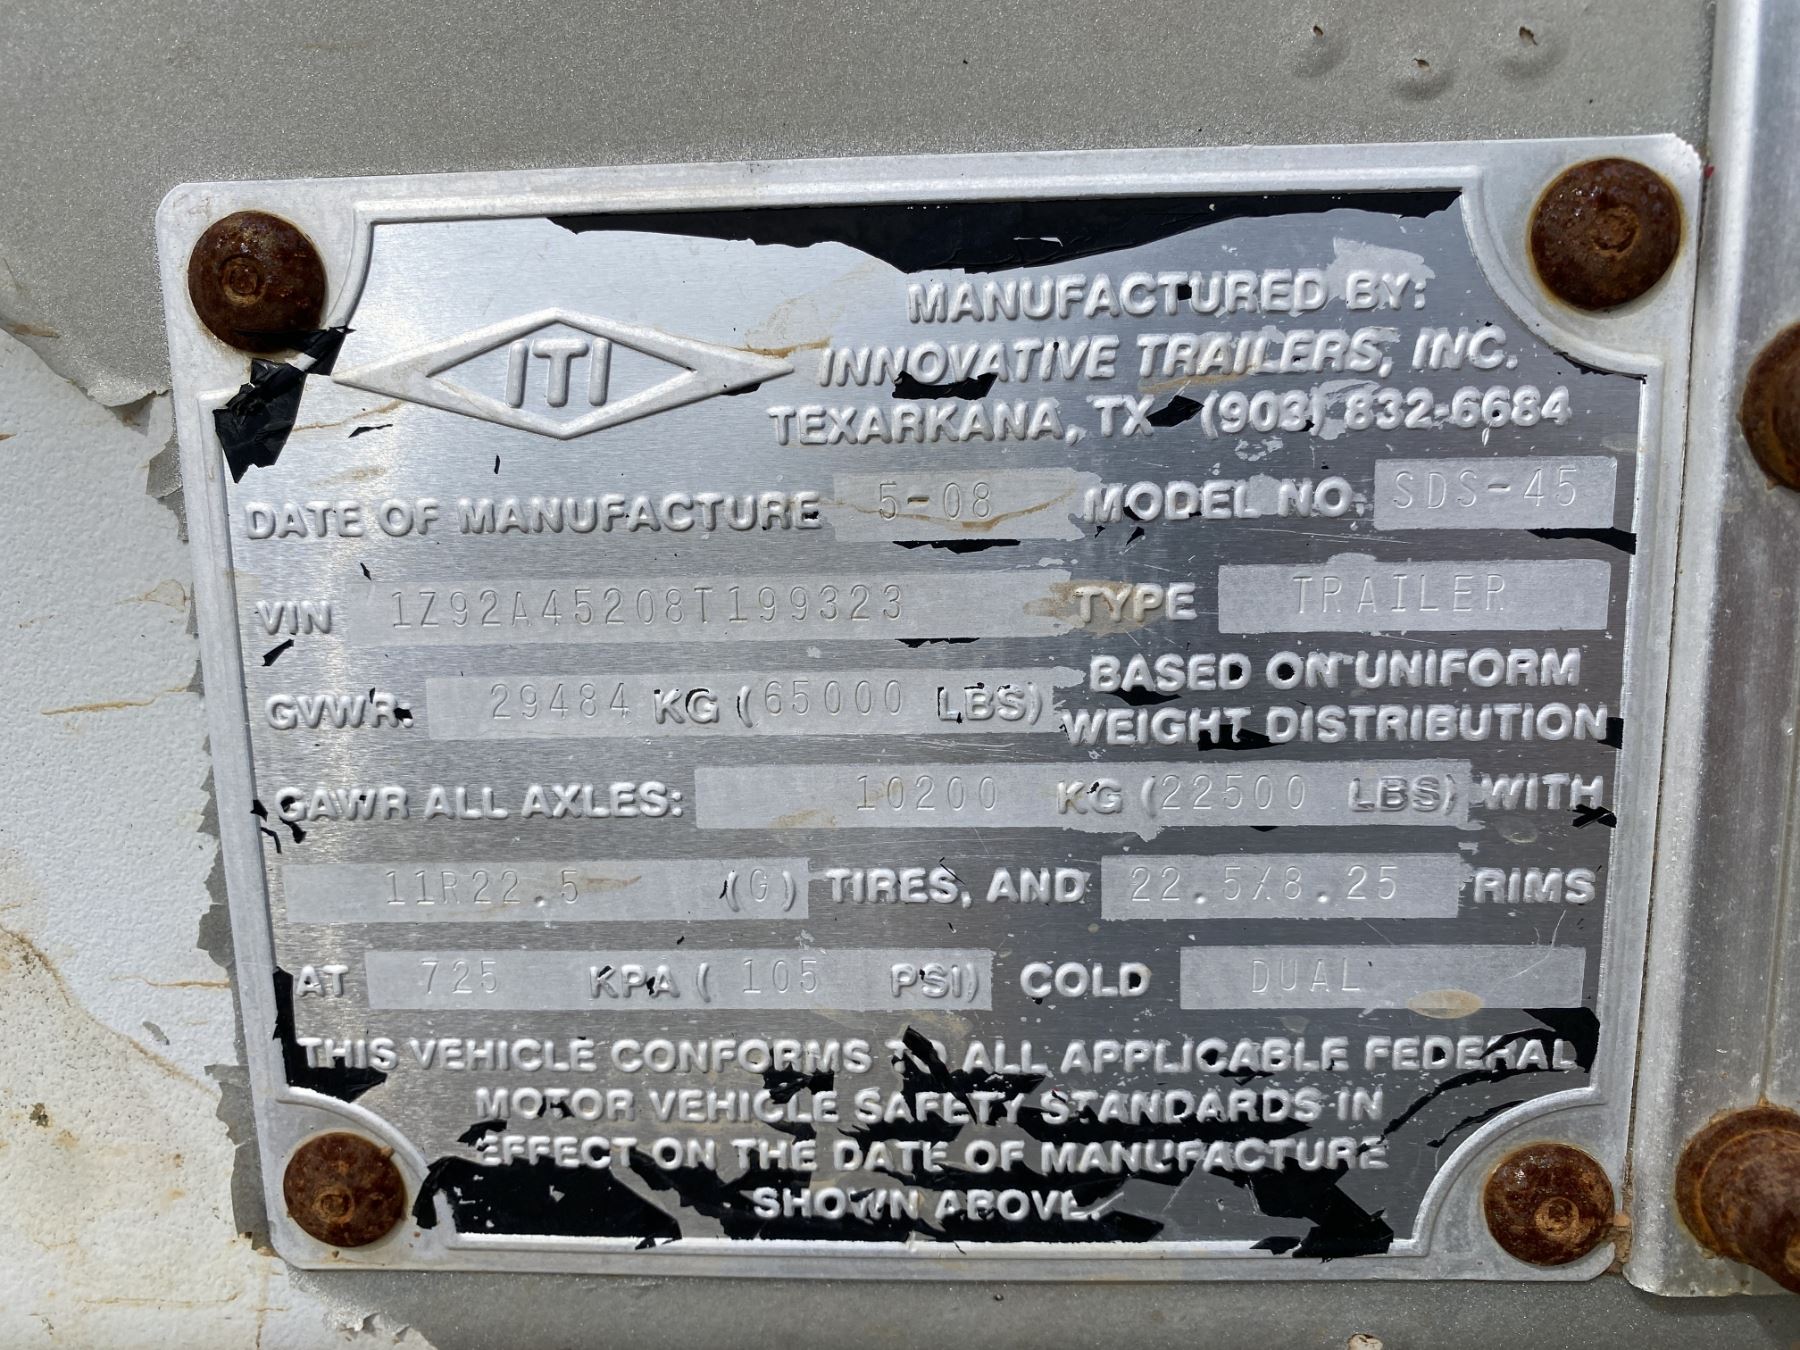 ITI
MANUFACTURED BY:
INNOVATIVE TRAILERS, INC.
TEXARKANA, TX (903) 832-6684
DATE OF MANUFACTURE 5-08 MODEL NO. SDS-45
VIN 1Z92A45208T199323 TYPE TRAILER
GVWR. 29484 KG (65000 LBS) BASED ON UNIFORM
WEIGHT DISTRIBUTION
GAWR ALL AXLES: 10200 KG (22500 LBS) WITH
11R22.5 (G) TIRES, AND 22.5X8.25 RIMS
AT 725 KPA ( 105 PSI) COLD DUAL
THIS VEHICLE CONFORMS TO ALL APPLICABLE FEDERAL
MOTOR VEHICLE SAFETY STANDARDS IN
EFFECT ON THE DATE OF MANUFACTURE
SHOWN ABOVE.